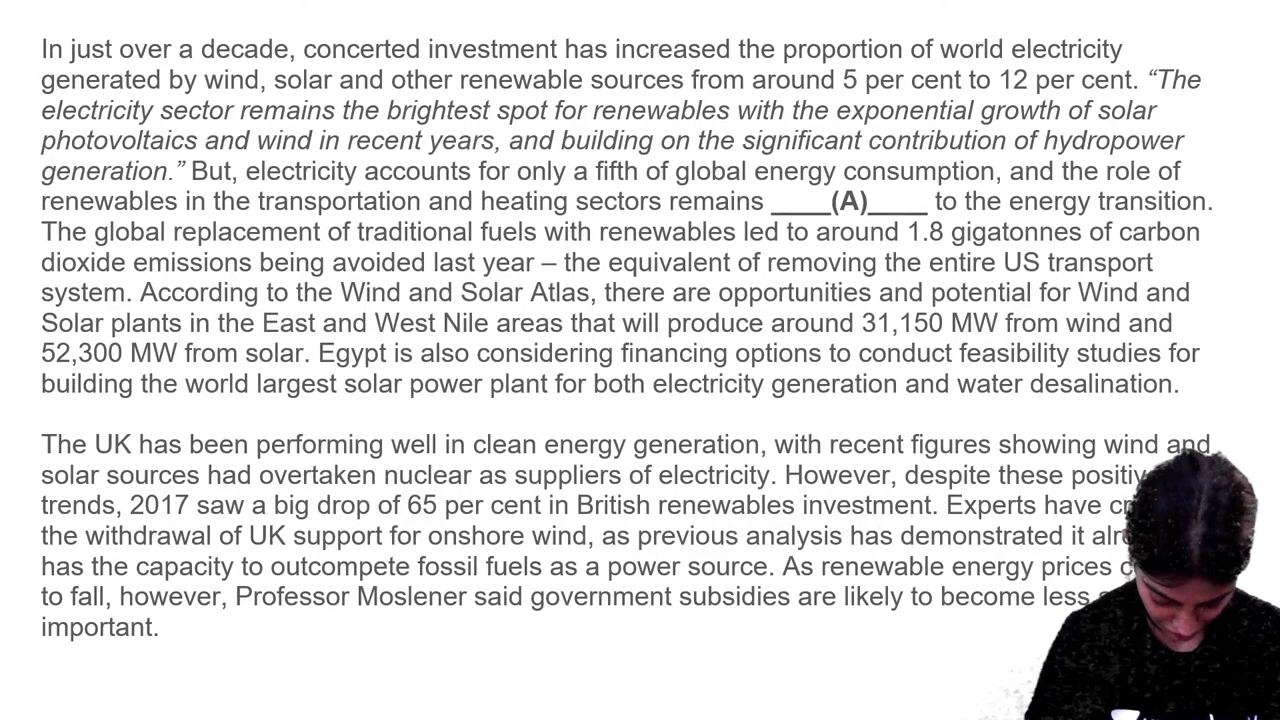 In just over a decade, concerted investment has increased the proportion of world electricity
generated by wind, solar and other renewable sources from around 5 per cent to 12 per cent. “The
electricity sector remains the brightest spot for renewables with the exponential growth of solar
photovoltaics and wind in recent years, and building on the significant contribution of hydropower
generation.” But, electricity accounts for only a fifth of global energy consumption, and the role of
renewables in the transportation and heating sectors remains ____(A)____ to the energy transition.
The global replacement of traditional fuels with renewables led to around 1.8 gigatonnes of carbon
dioxide emissions being avoided last year – the equivalent of removing the entire US transport
system. According to the Wind and Solar Atlas, there are opportunities and potential for Wind and
Solar plants in the East and West Nile areas that will produce around 31,150 MW from wind and
52,300 MW from solar. Egypt is also considering financing options to conduct feasibility studies for
building the world largest solar power plant for both electricity generation and water desalination.
The UK has been performing well in clean energy generation, with recent figures showing wind and
solar sources had overtaken nuclear as suppliers of electricity. However, despite these
trends, 2017 saw a big drop of 65 per cent in British renewables investment. Experts have
the withdrawal of UK support for onshore wind, as previous analysis has demonstrated it
has the capacity to outcompete fossil fuels as a power source. As renewable energy prices
to fall, however, Professor Moslener said government subsidies are likely to become less
important.